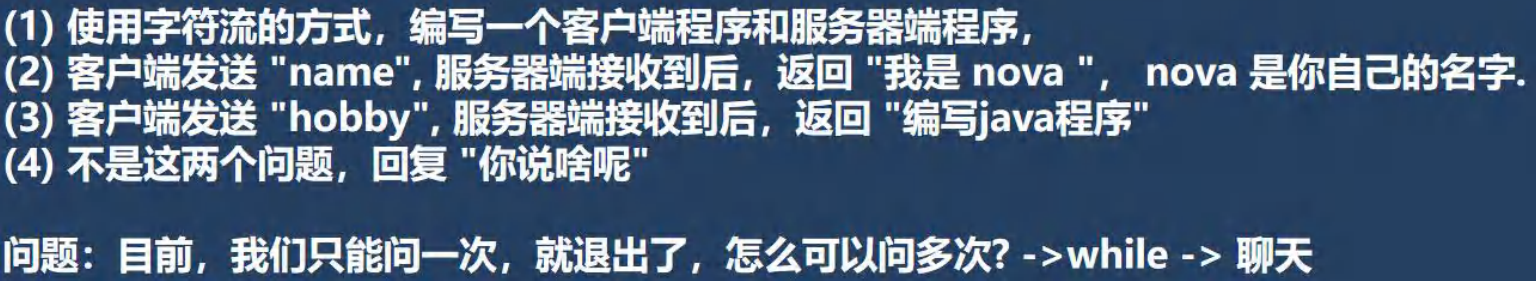 (1) 使用字符流的方式，编写一个客户端程序和服务器端程序，
(2) 客户端发送 "name", 服务器端接收到后，返回 "我是 nova ", nova 是你自己的名字.
(3) 客户端发送 "hobby", 服务器端接收到后，返回 "编写java程序"
(4) 不是这两个问题，回复 "你说啥呢"
问题：目前，我们只能问一次，就退出了，怎么可以问多次? ->while -> 聊天